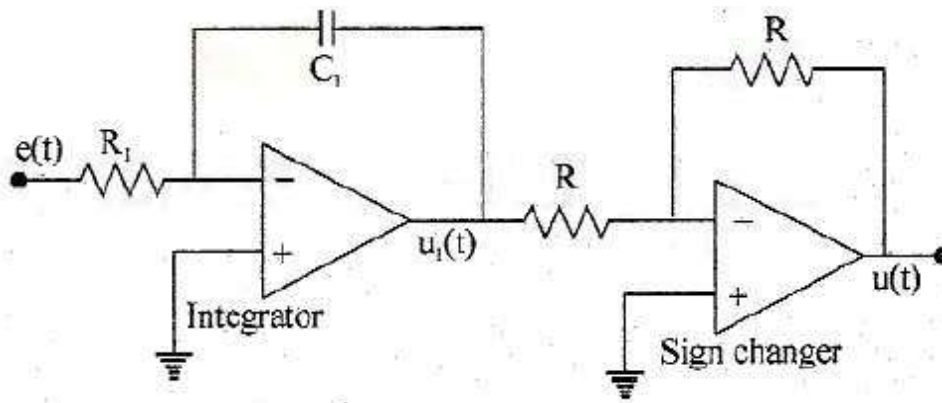 R
C₁
e(t)
R₁
R
−
+
u₁(t)
−
+
u(t)
Integrator
Sign changer